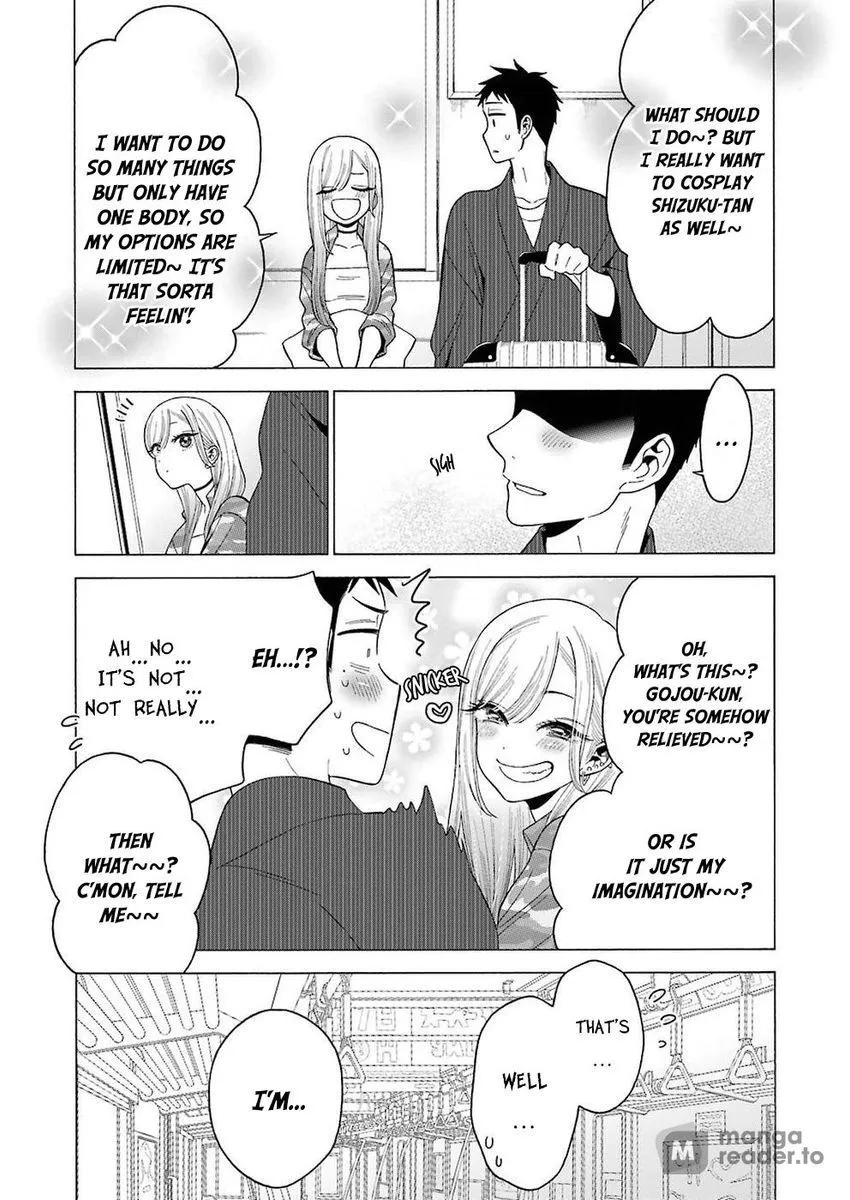 WHAT SHOULD
I DO~? BUT
I REALLY WANT
TO COSPLAY
SHIZUKU-TAN
AS WELL~
I WANT TO DO
SO MANY THINGS
BUT ONLY HAVE
ONE BODY, SO
MY OPTIONS ARE
LIMITED~ IT'S
THAT SORTA
FEELIN'!
...
SIGH
OH,
WHAT'S THIS~?
GOJOU-KUN,
YOU'RE SOMEHOW
RELIEVED~~?
OR IS
IT JUST MY
IMAGINATION~~?
SNICKER
EH...!?
AH...NO...
IT'S NOT...
NOT REALLY...
THEN
WHAT~~?
C'MON, TELL
ME~~
THAT'S
...
WELL
...
I'M...
M manga
reader.to